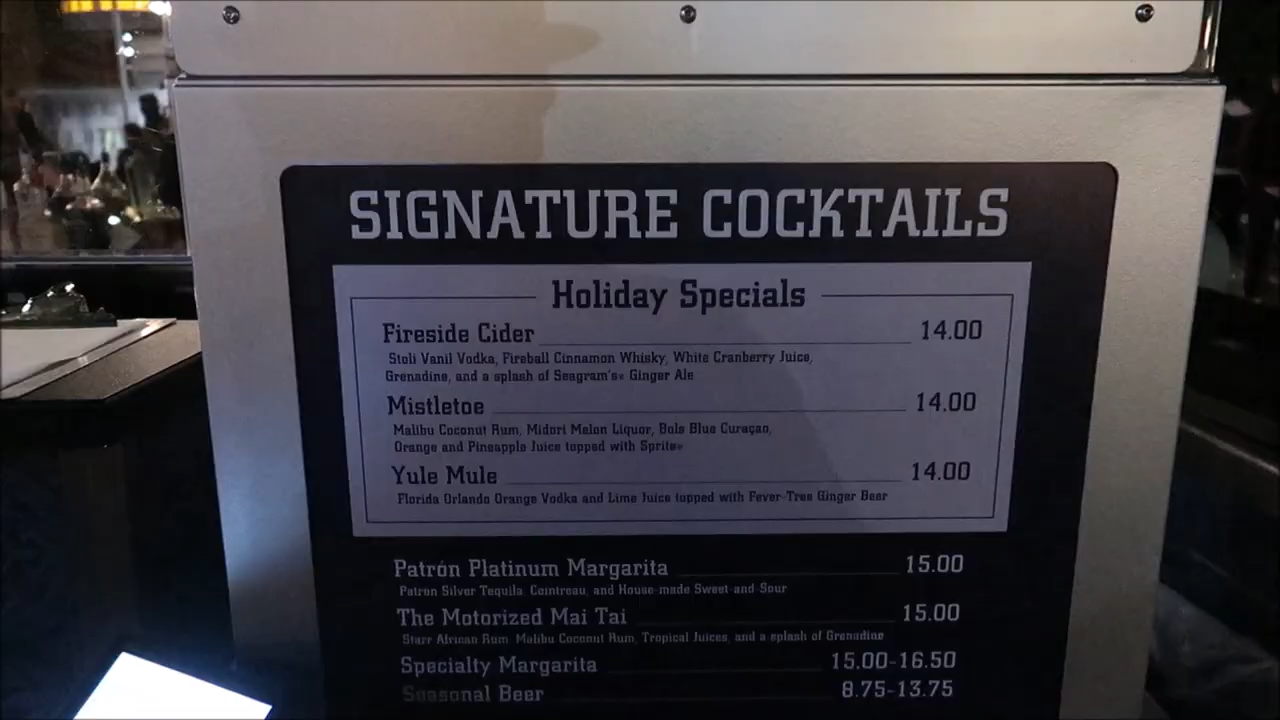 SIGNATURE COCKTAILS
Holiday Specials
Fireside Cider 14.00
Stoli Vanil Vodka, Fireball Cinnamon Whisky, White Cranberry Juice,
Grenadine, and a splash of Seagram's® Ginger Ale
Mistletoe 14.00
Malibu Coconut Rum, Midori Melon Liquor, Bols Blue Curaçao,
Orange and Pineapple Juice topped with Sprite®
Yule Mule 14.00
Florida Orlando Orange Vodka and Lime Juice topped with Fever-Tree Ginger Beer
Patrón Platinum Margarita 15.00
Patron Silver Tequila, Cointreau, and House-made Sweet-and-Sour
The Motorized Mai Tai 15.00
Starr African Rum, Malibu Coconut Rum, Tropical Juices, and a splash of Grenadine
Specialty Margarita 15.00-16.50
Seasonal Beer 8.75-13.75